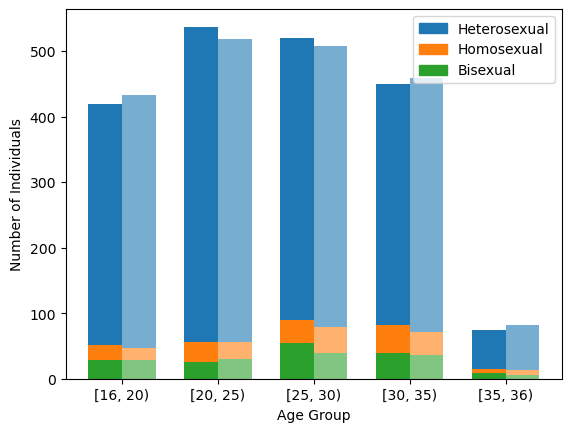 Heterosexual
Homosexual
Bisexual
500
400
300
200
100
0
Number of Individuals
[16, 20)
[20, 25)
[25, 30)
[30, 35)
[35, 36)
Age Group